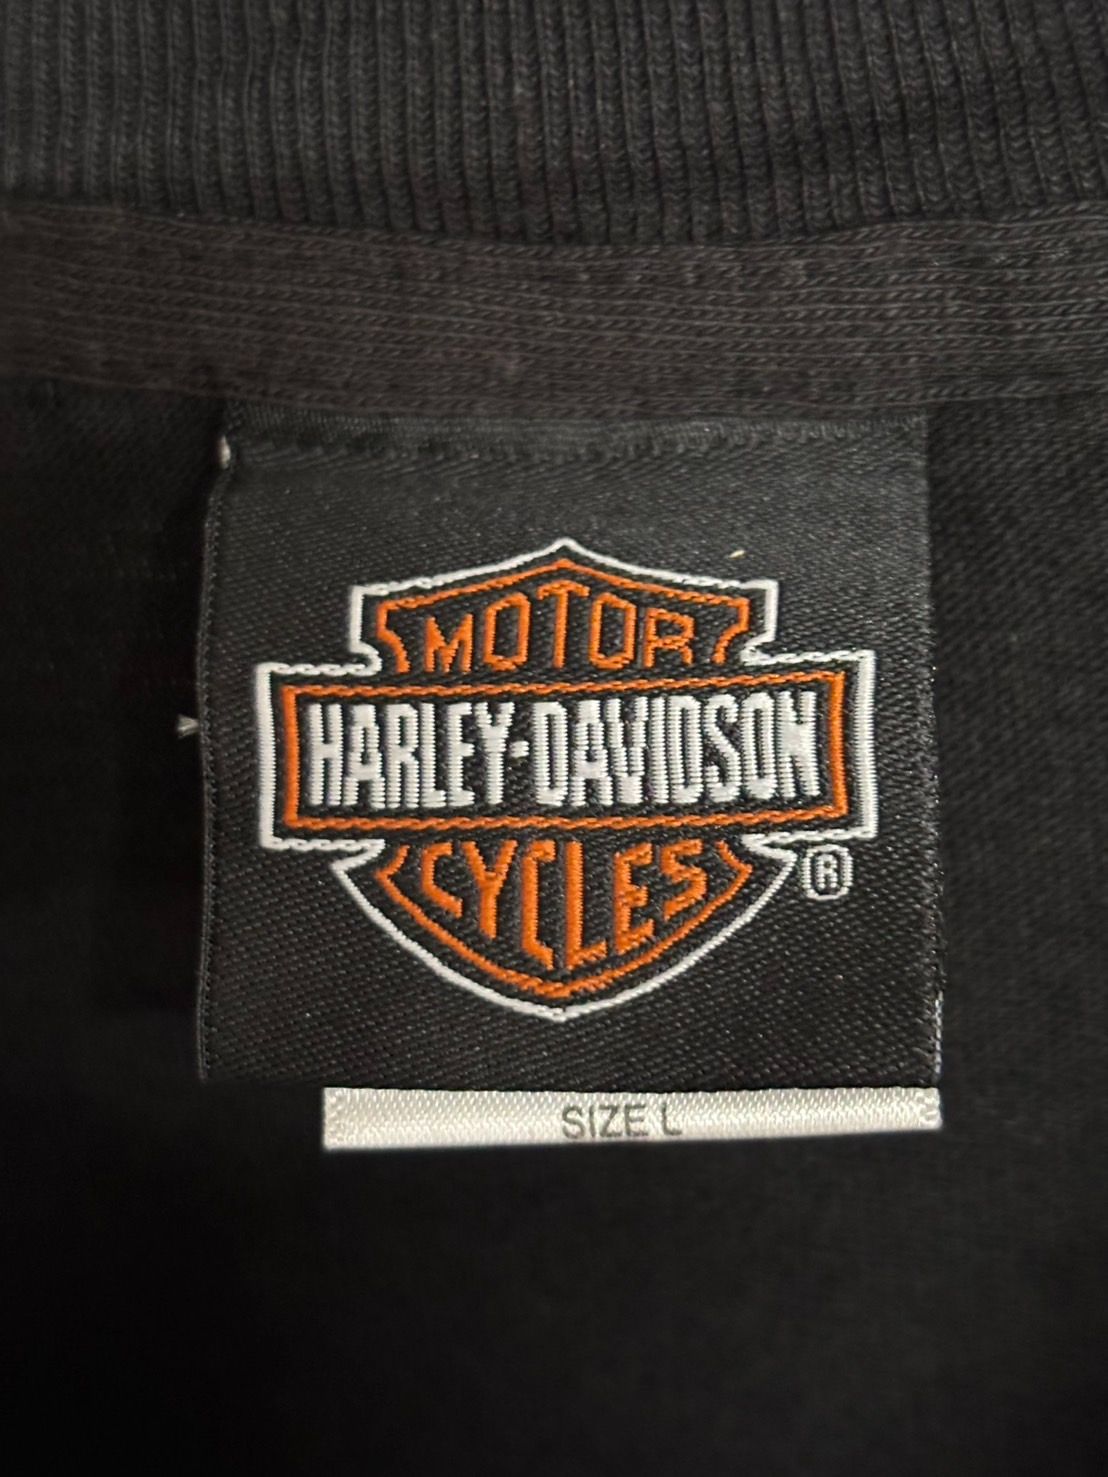 MOTOR
HARLEY-DAVIDSON
CYCLES
®
SIZE L